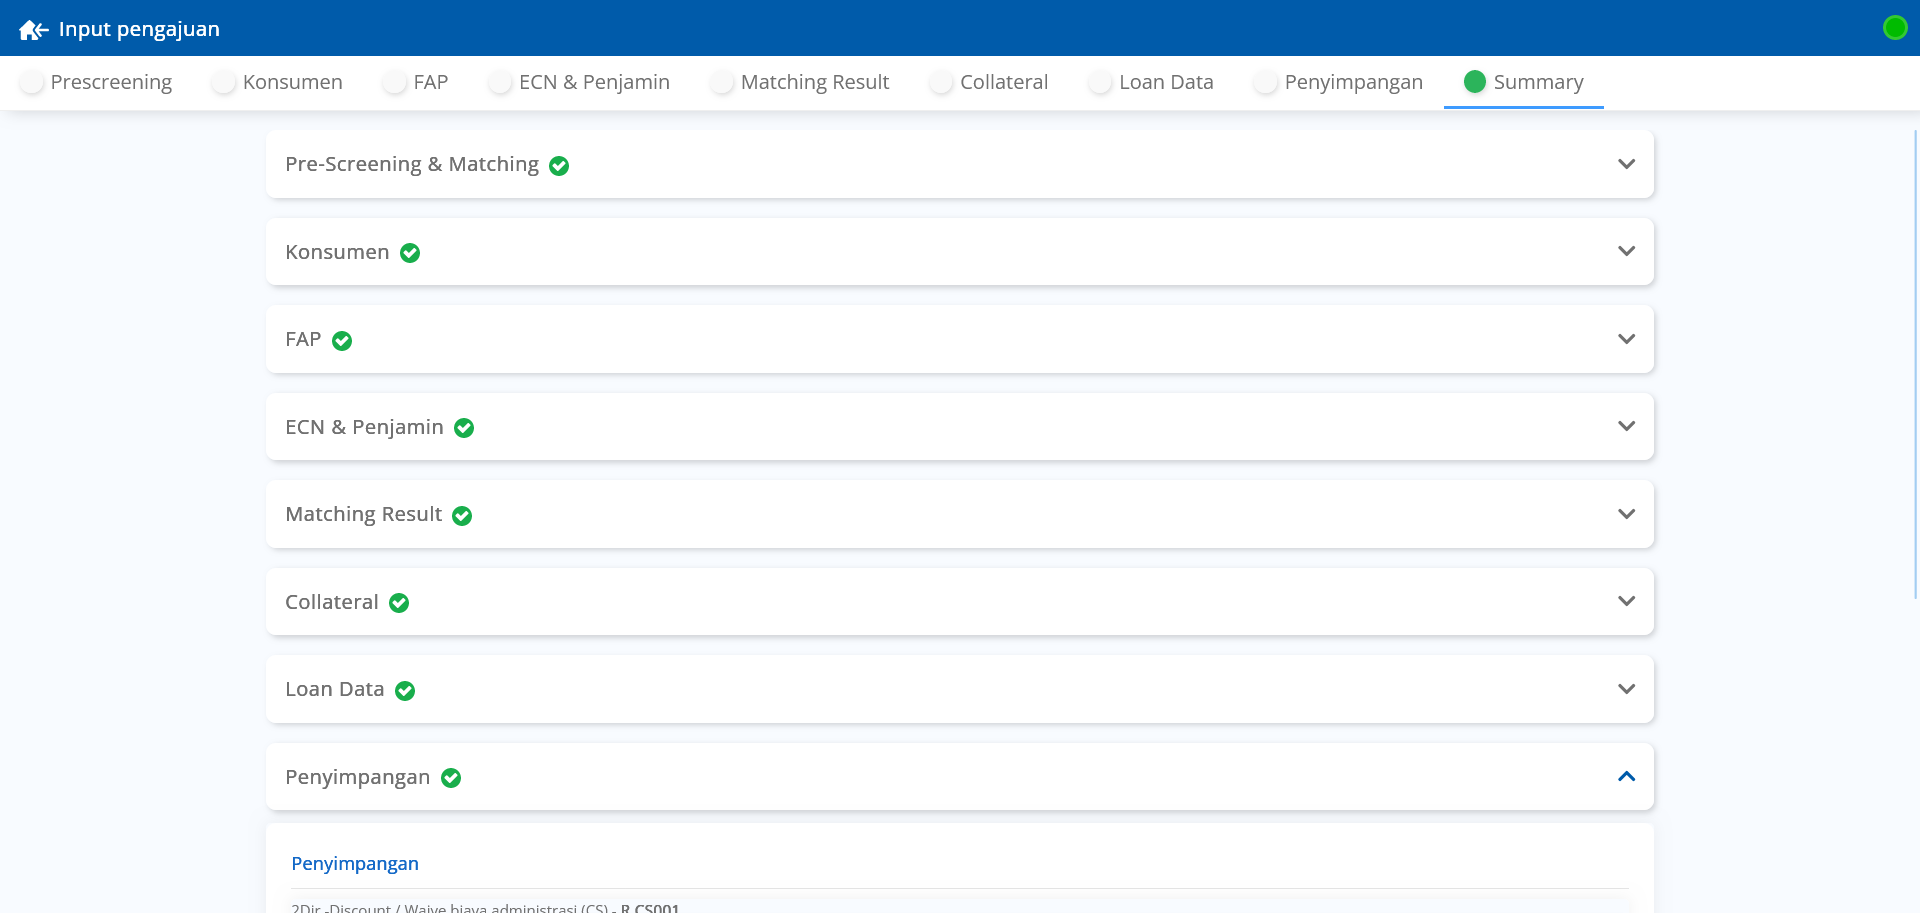 Input pengajuan
Prescreening Konsumen FAP ECN & Penjamin Matching Result Collateral Loan Data Penyimpangan Summary
Pre-Screening & Matching
Konsumen
FAP
ECN & Penjamin
Matching Result
Collateral
Loan Data
Penyimpangan
Penyimpangan
2Dir -Discount / Waive biaya administrasi (CS) - R.CS001